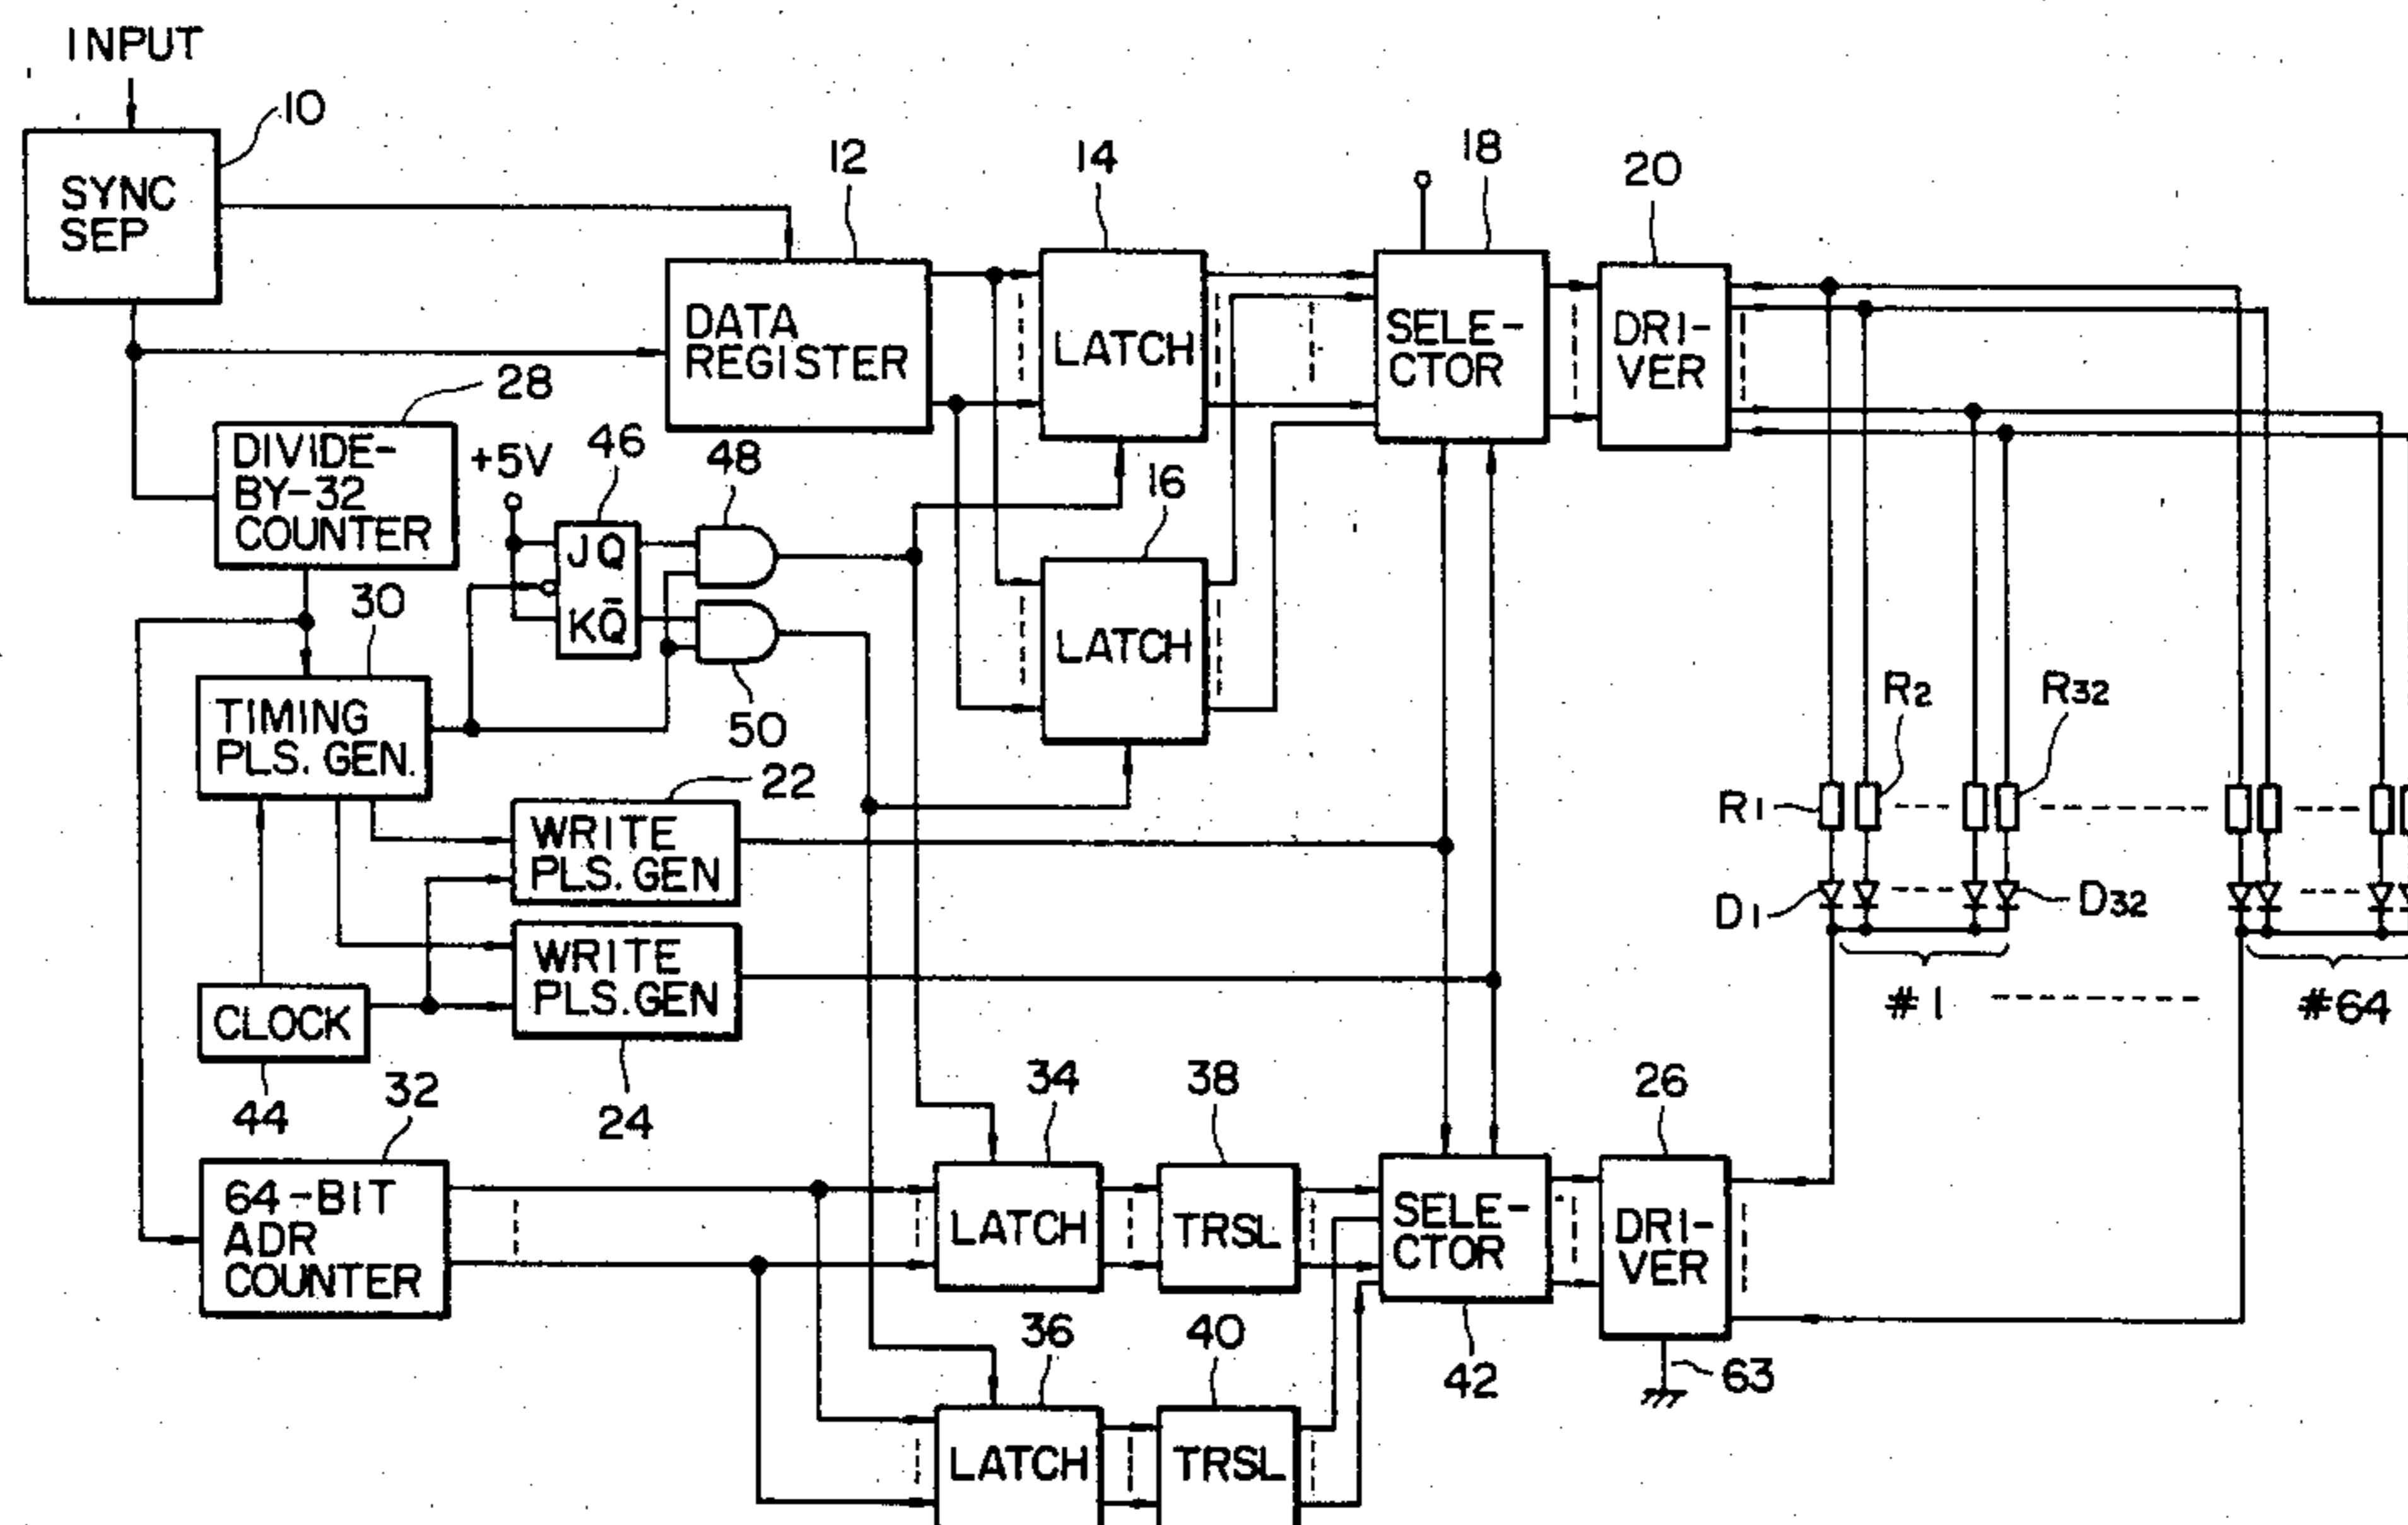 INPUT
10
SYNC
SEP
12
14
18
20
DATA
REGISTER
LATCH
SELE-
CTOR
DRI-
VER
28
DIVIDE-
BY-32
COUNTER
+5V
46
48
16
J Q
K Q̄
LATCH
30
50
TIMING
PLS. GEN.
22
WRITE
PLS. GEN
R1
R2
R32
D1
D32
WRITE
PLS. GEN
#1
#64
CLOCK
44
24
32
34
38
26
64-BIT
ADR
COUNTER
LATCH
TRSL
SELE-
CTOR
DRI-
VER
36
40
42
63
LATCH
TRSL